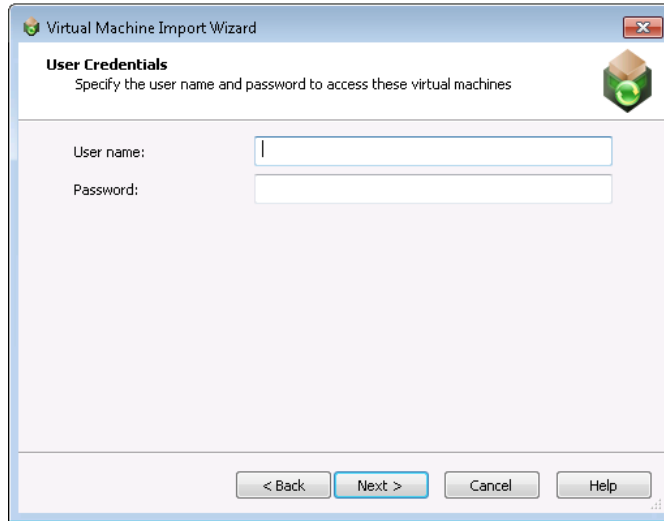 Virtual Machine Import Wizard
User Credentials
Specify the user name and password to access these virtual machines
User name:
Password:
< Back
Next >
Cancel
Help